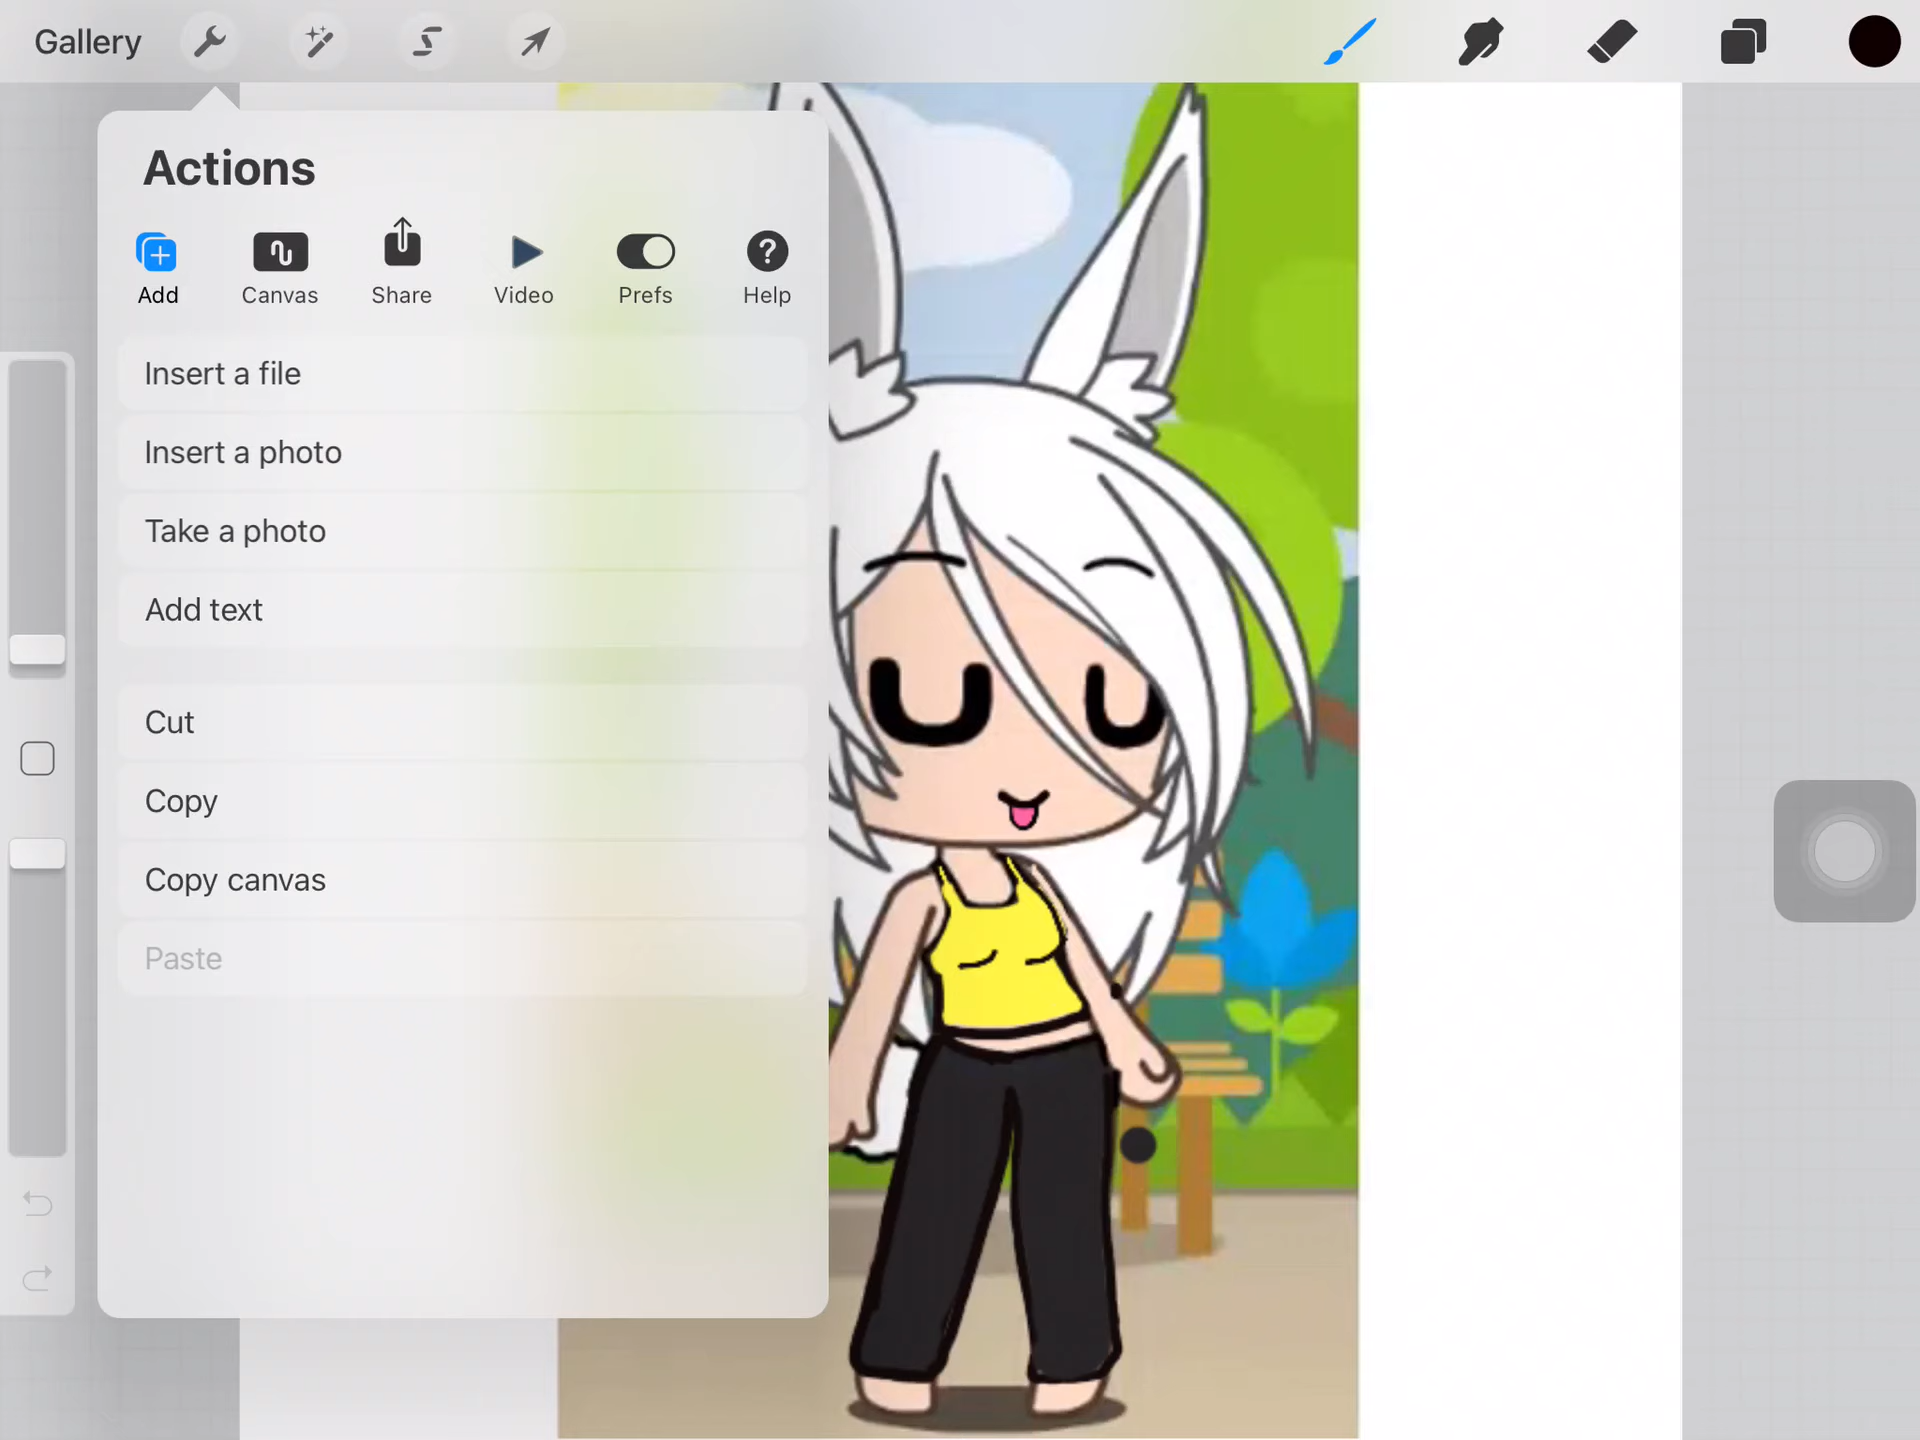 Gallery
Actions
Add Canvas Share Video Prefs Help
Insert a file
Insert a photo
Take a photo
Add text
Cut
Copy
Copy canvas
Paste